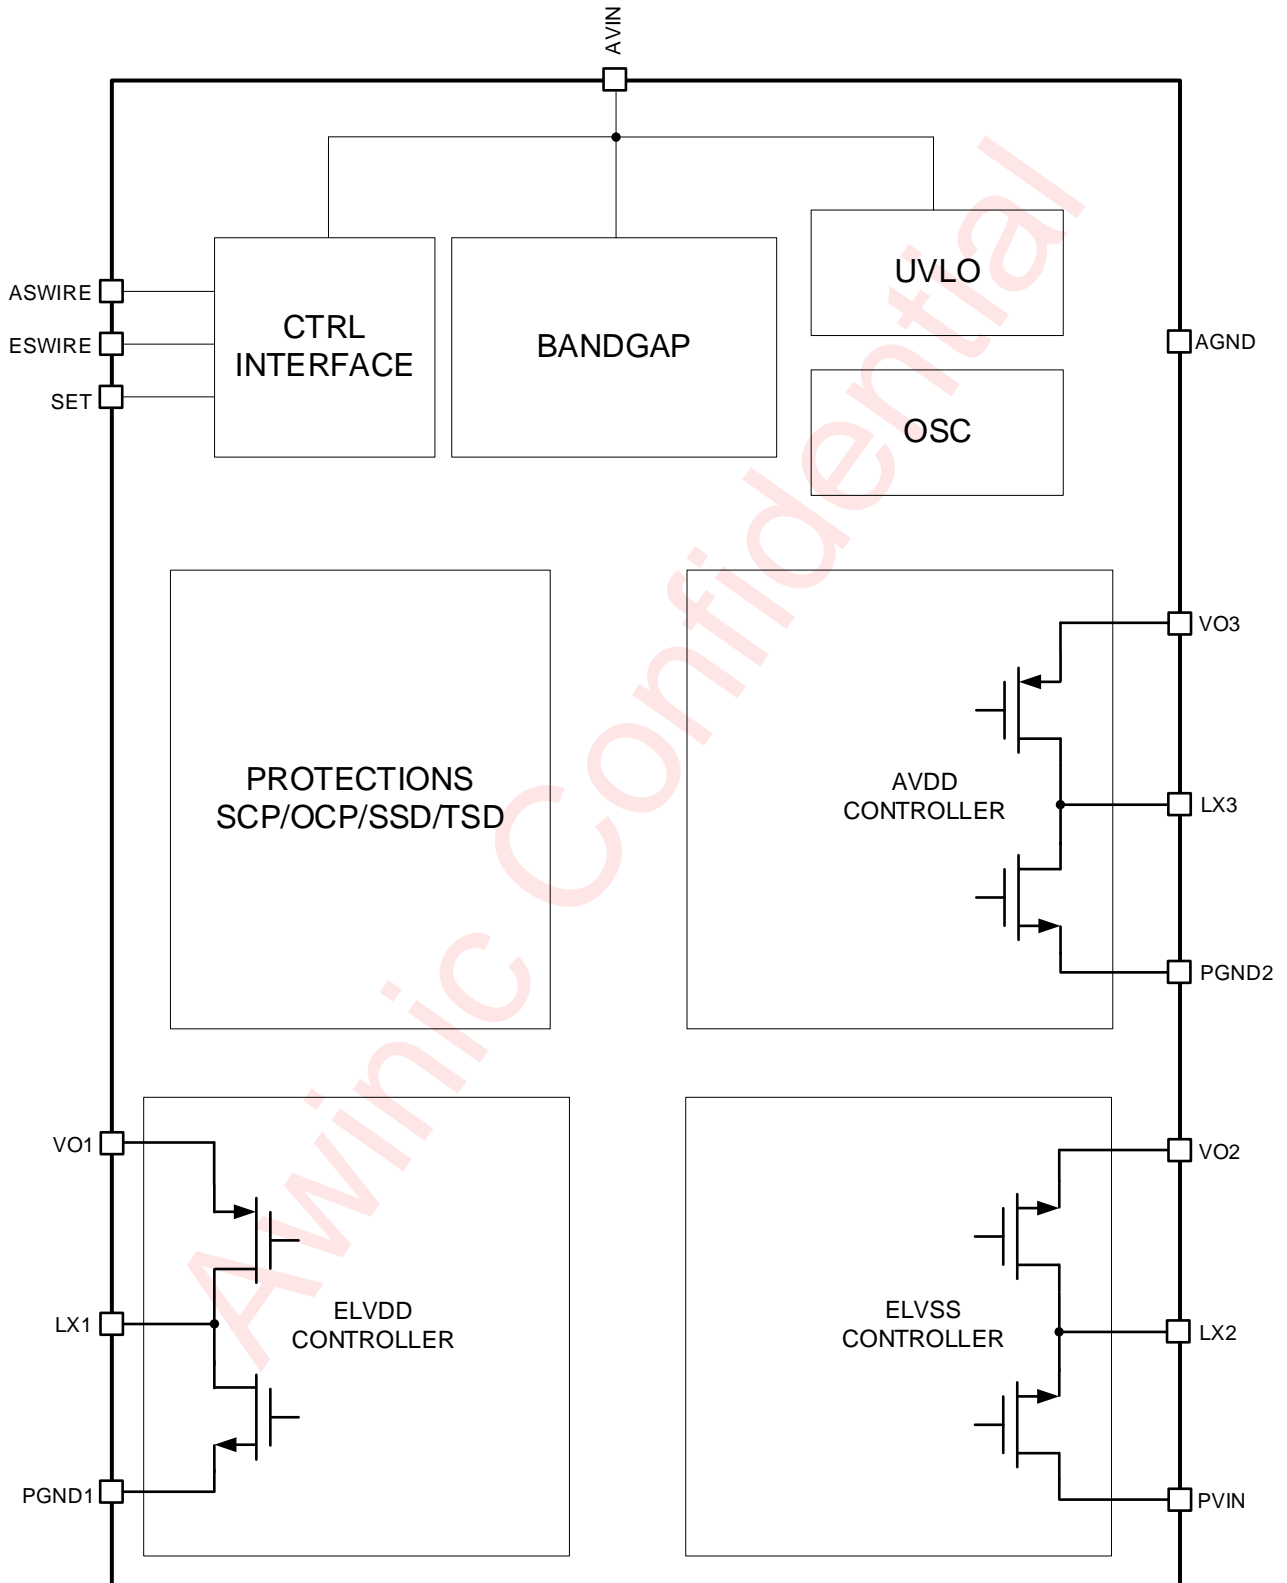 AVIN
ASWIRE
ESWIRE
SET
CTRL
INTERFACE
BANDGAP
UVLO
OSC
AGND
PROTECTIONS
SCP/OCP/SSD/TSD
AVDD
CONTROLLER
VO3
LX3
PGND2
VO1
LX1
PGND1
ELVDD
CONTROLLER
ELVSS
CONTROLLER
VO2
LX2
PVIN
Awinic Confidential